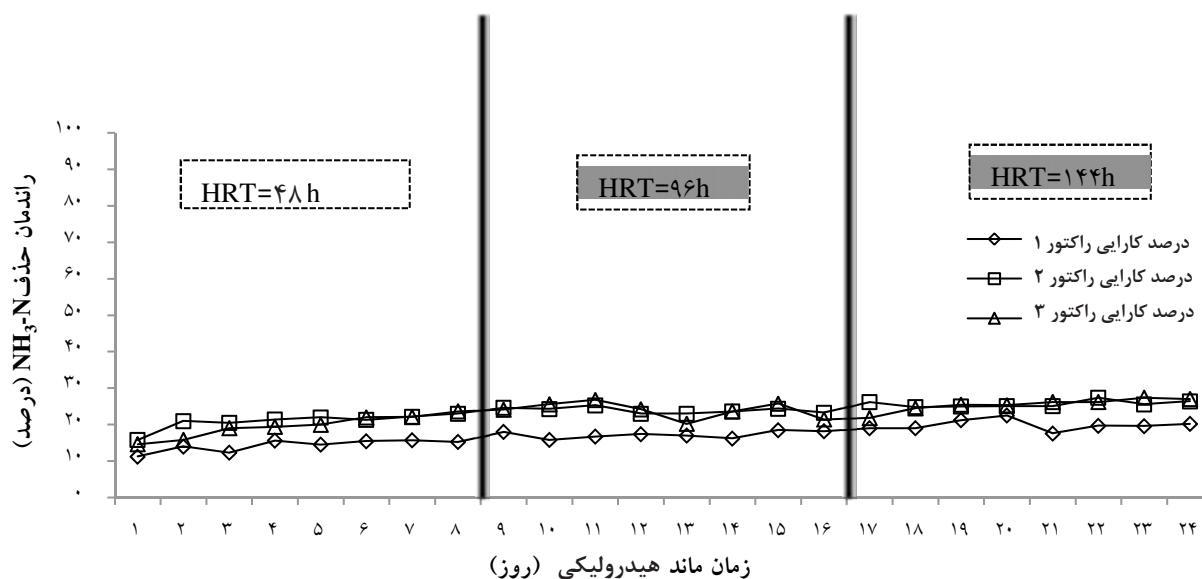 راندمان حذفNH₃-N (درصد)
۱۰۰
۹۰
۸۰
۷۰
۶۰
۵۰
۴۰
۳۰
۲۰
۱۰
۰
HRT=۴۸h
HRT=۹۶h
HRT=۱۴۴h
درصد کارایی راکتور ۱
درصد کارایی راکتور ۲
درصد کارایی راکتور ۳
۱ ۲ ۳ ۴ ۵ ۶ ۷ ۸ ۹ ۱۰ ۱۱ ۱۲ ۱۳ ۱۴ ۱۵ ۱۶ ۱۷ ۱۸ ۱۹ ۲۰ ۲۱ ۲۲ ۲۳ ۲۴
زمان ماند هیدرولیکی (روز)